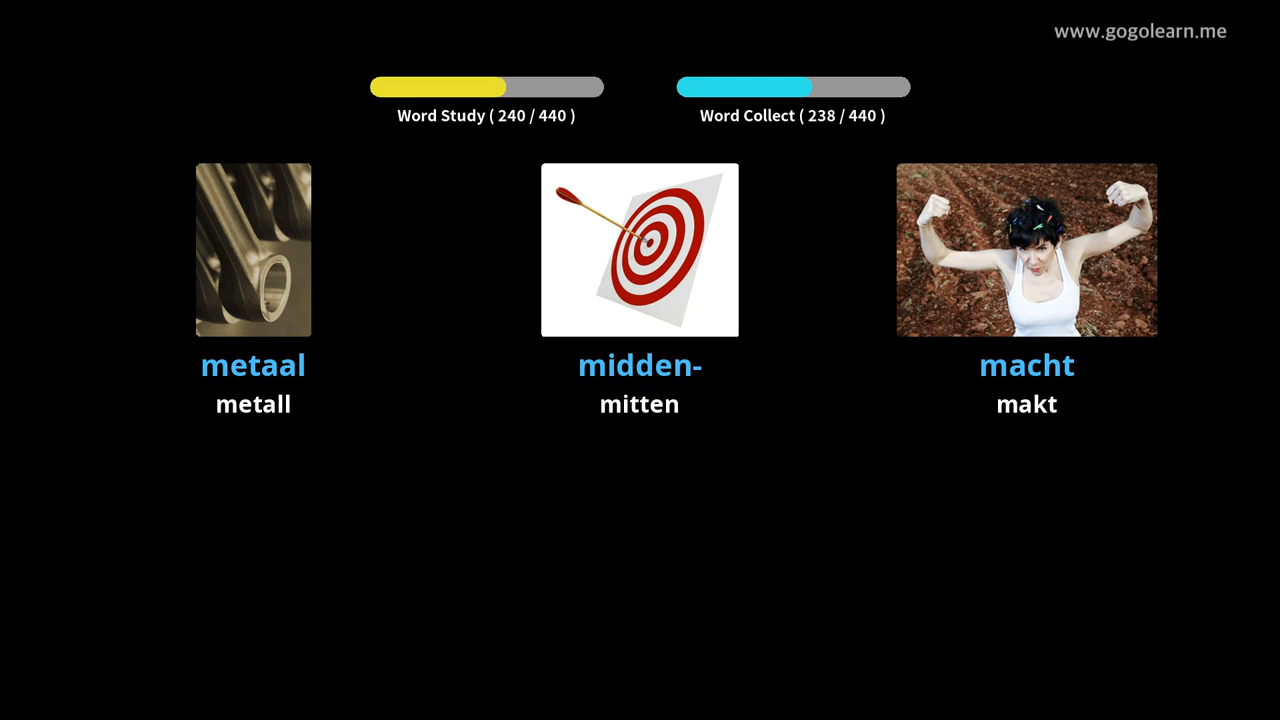 www.gogolearn.me
Word Study ( 240 / 440 )
Word Collect ( 238 / 440 )
metaal
midden-
macht
metall
mitten
makt